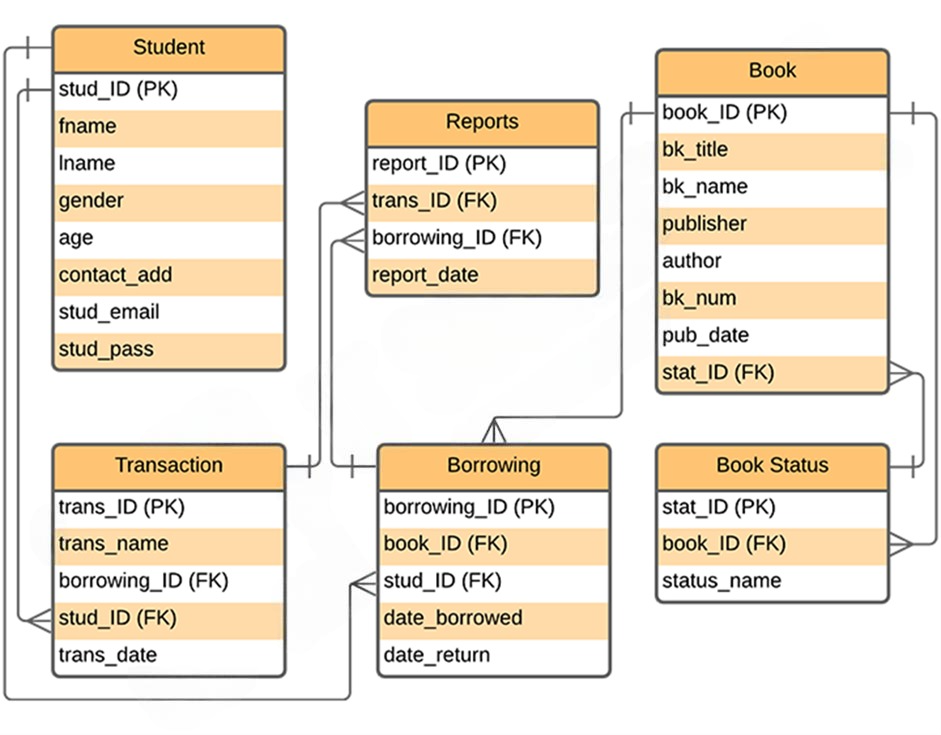 Student
stud_ID (PK)
fname
lname
gender
age
contact_add
stud_email
stud_pass
Reports
report_ID (PK)
trans_ID (FK)
borrowing_ID (FK)
report_date
Book
book_ID (PK)
bk_title
bk_name
publisher
author
bk_num
pub_date
stat_ID (FK)
Transaction
trans_ID (PK)
trans_name
borrowing_ID (FK)
stud_ID (FK)
trans_date
Borrowing
borrowing_ID (PK)
book_ID (FK)
stud_ID (FK)
date_borrowed
date_return
Book Status
stat_ID (PK)
book_ID (FK)
status_name